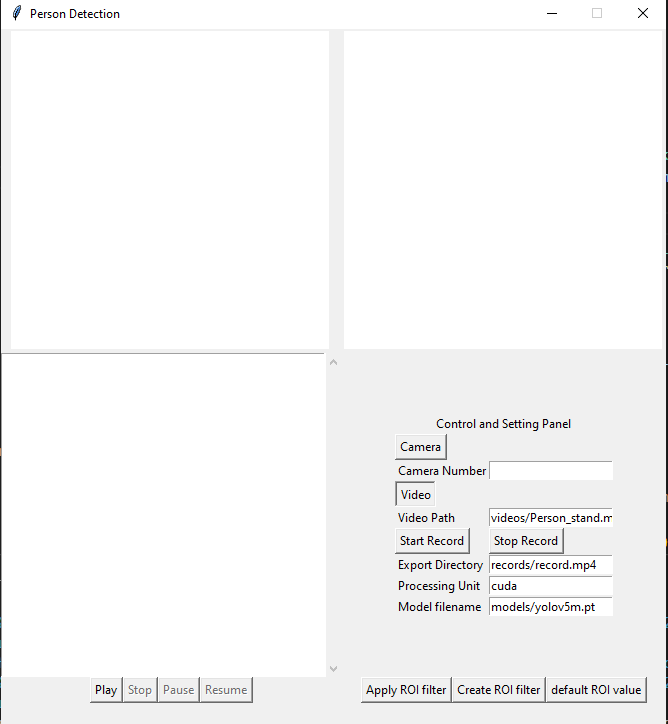 Person Detection
Control and Setting Panel
Camera
Camera Number
Video
Video Path videos/Person_stand.m
Start Record Stop Record
Export Directory records/record.mp4
Processing Unit cuda
Model filename models/yolov5m.pt
Play Stop Pause Resume Apply ROI filter Create ROI filter default ROI value